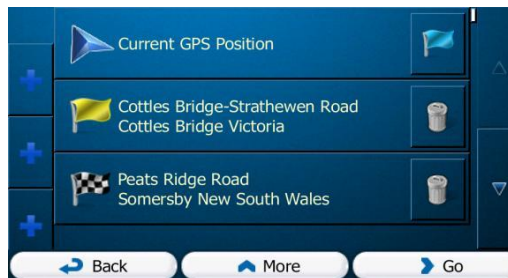 Current GPS Position
Cottles Bridge-Strathewen Road
Cottles Bridge Victoria
Peats Ridge Road
Somersby New South Wales
Back
More
Go